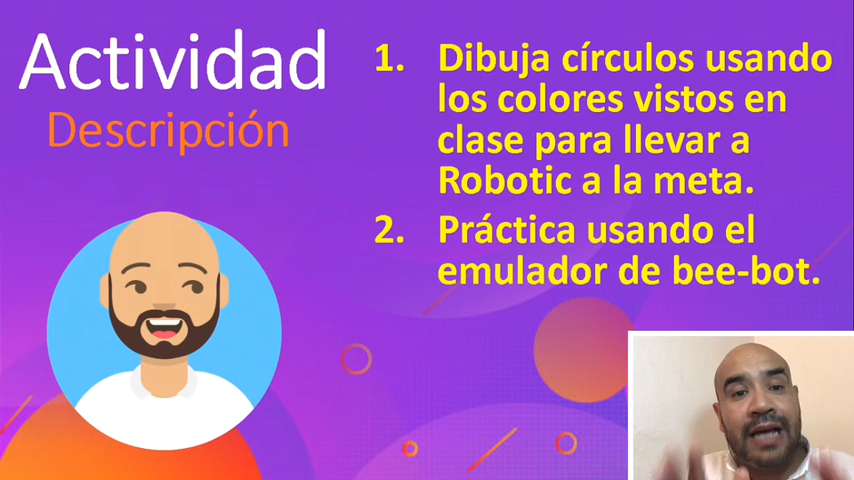 Actividad
Descripción
1. Dibuja círculos usando
los colores vistos en
clase para llevar a
Robotic a la meta.
2. Práctica usando el
emulador de bee-bot.